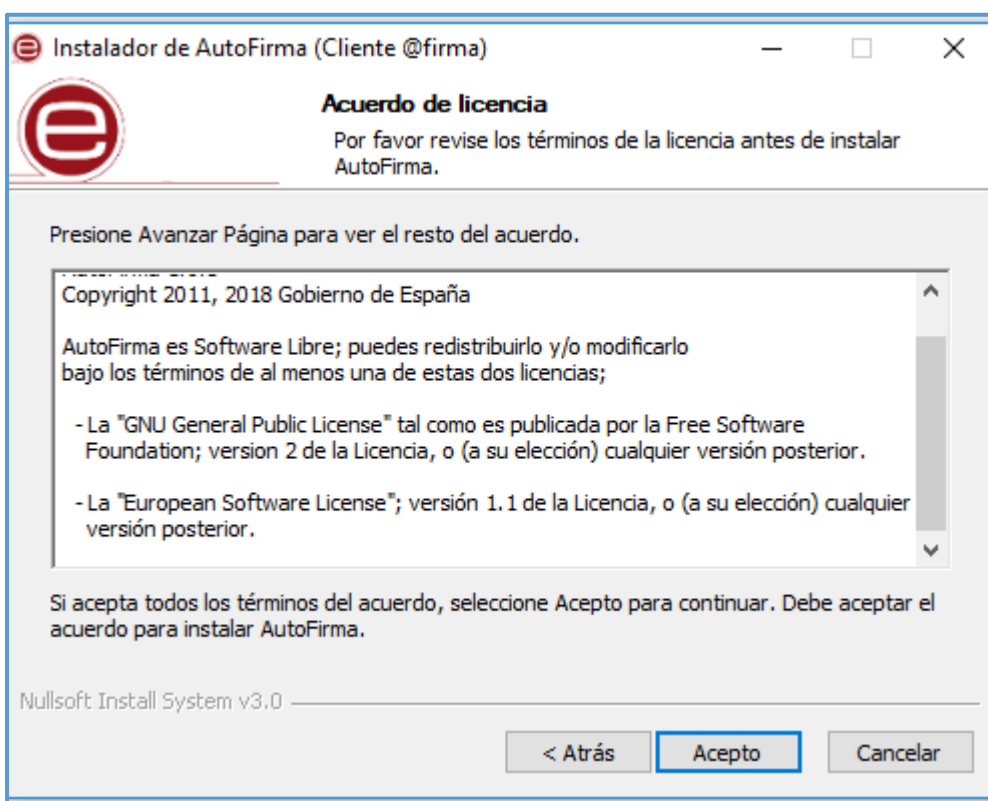 Instalador de AutoFirma (Cliente @firma)
Acuerdo de licencia
Por favor revise los términos de la licencia antes de instalar
AutoFirma.
Presione Avanzar Página para ver el resto del acuerdo.
Copyright 2011, 2018 Gobierno de España
AutoFirma es Software Libre; puedes redistribuirlo y/o modificarlo
bajo los términos de al menos una de estas dos licencias;
- La "GNU General Public License" tal como es publicada por la Free Software
Foundation; version 2 de la Licencia, o (a su elección) cualquier versión posterior.
- La "European Software License"; versión 1.1 de la Licencia, o (a su elección) cualquier
versión posterior.
Si acepta todos los términos del acuerdo, seleccione Acepto para continuar. Debe aceptar el
acuerdo para instalar AutoFirma.
Nullsoft Install System v3.0
< Atrás
Acepto
Cancelar